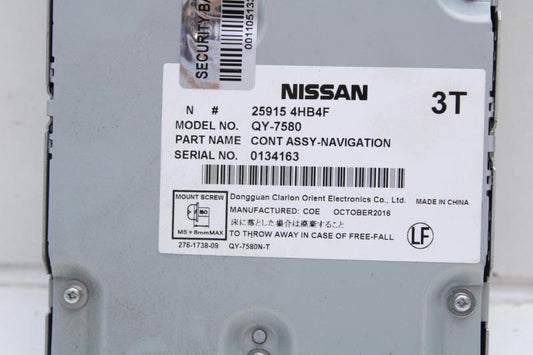 SECURITY BA
001105133
NISSAN
3T
N # 25915 4HB4F
MODEL NO. QY-7580
PART NAME CONT ASSY-NAVIGATION
SERIAL NO. 0134163
MOUNT SCREW
ISO
M5 × 8mmMAX
Dongguan Clarion Orient Electronics Co., Ltd. MADE IN CHINA
MANUFACTURED: COE OCTOBER2016
床に落とした場合は廃棄すること
TO THROW AWAY IN CASE OF FREE-FALL
LF
276-1738-09 QY-7580N-T